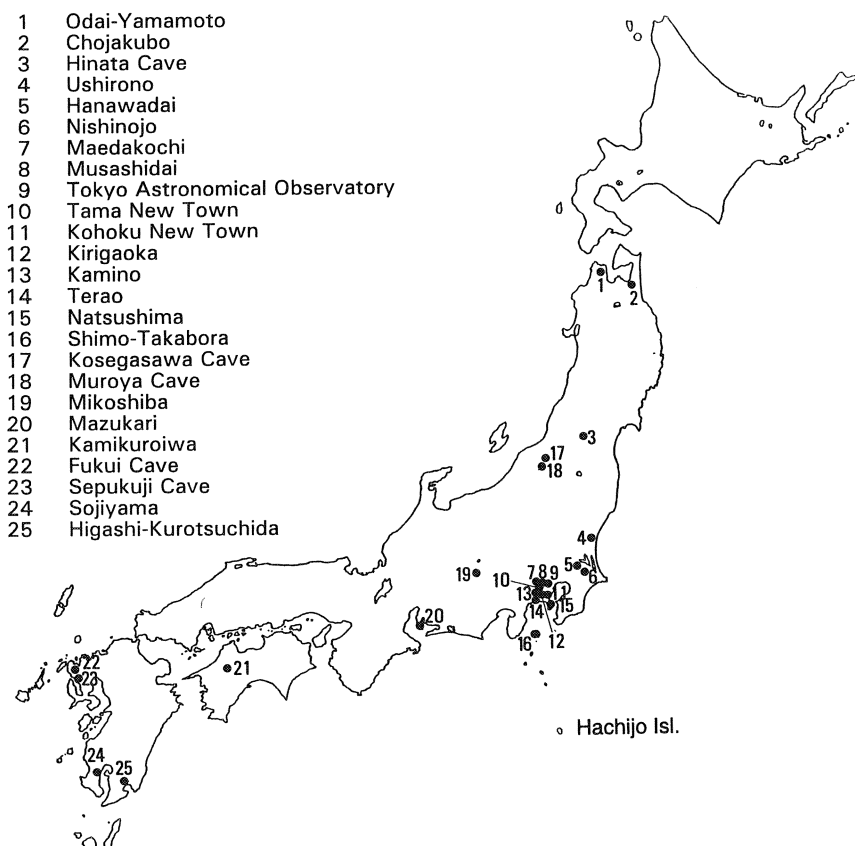 1 Odai-Yamamoto
2 Chojakubo
3 Hinata Cave
4 Ushirono
5 Hanawadai
6 Nishinojo
7 Maedakochi
8 Musashidai
9 Tokyo Astronomical Observatory
10 Tama New Town
11 Kohoku New Town
12 Kirigaoka
13 Kamino
14 Terao
15 Natsushima
16 Shimo-Takabora
17 Kosegasawa Cave
18 Muroya Cave
19 Mikoshiba
20 Mazukari
21 Kamikuroiwa
22 Fukui Cave
23 Sepukuji Cave
24 Sojiyama
25 Higashi-Kurotsuchida
1
2
3
17
18
4
5
6
7 8 9
19
10
13
11
14
15
20
16
12
22
21
23
Hachijo Isl.
24
25